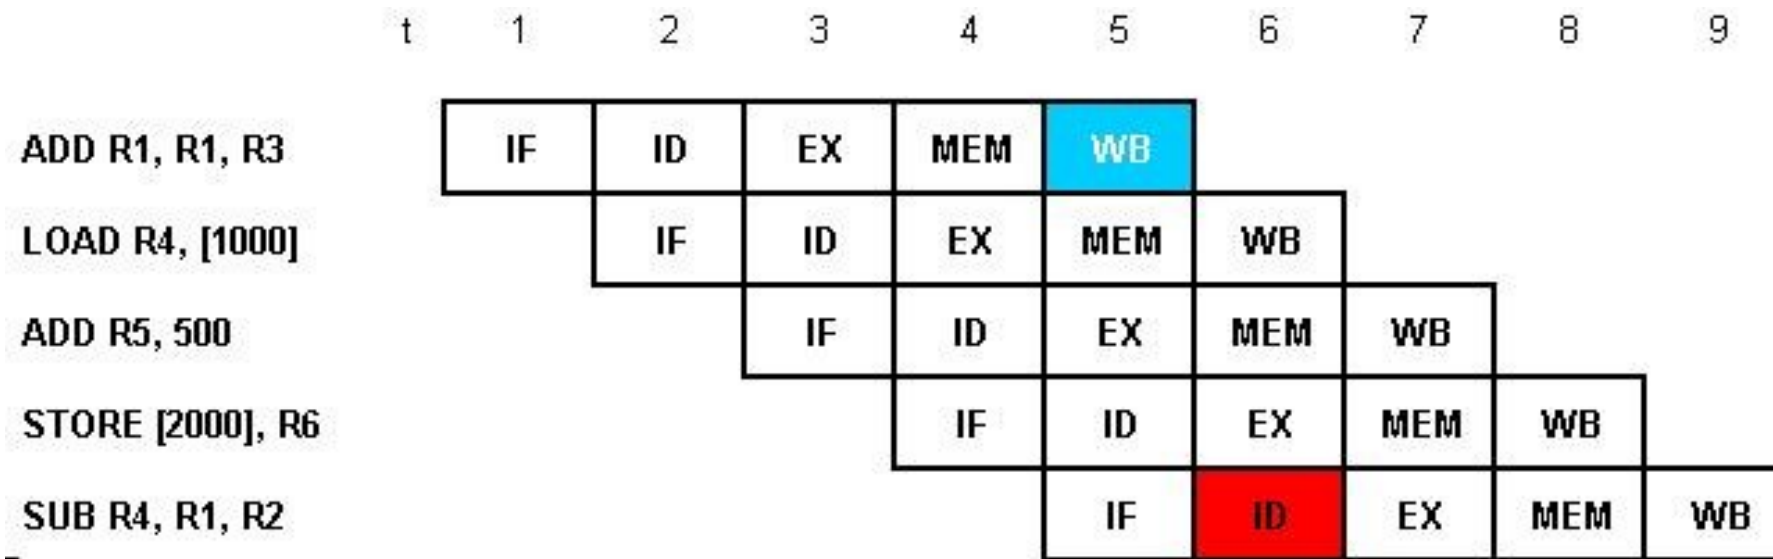 t 1 2 3 4 5 6 7 8 9
ADD R1, R1, R3 IF ID EX MEM WB
LOAD R4, [1000] IF ID EX MEM WB
ADD R5, 500 IF ID EX MEM WB
STORE [2000], R6 IF ID EX MEM WB
SUB R4, R1, R2 IF ID EX MEM WB